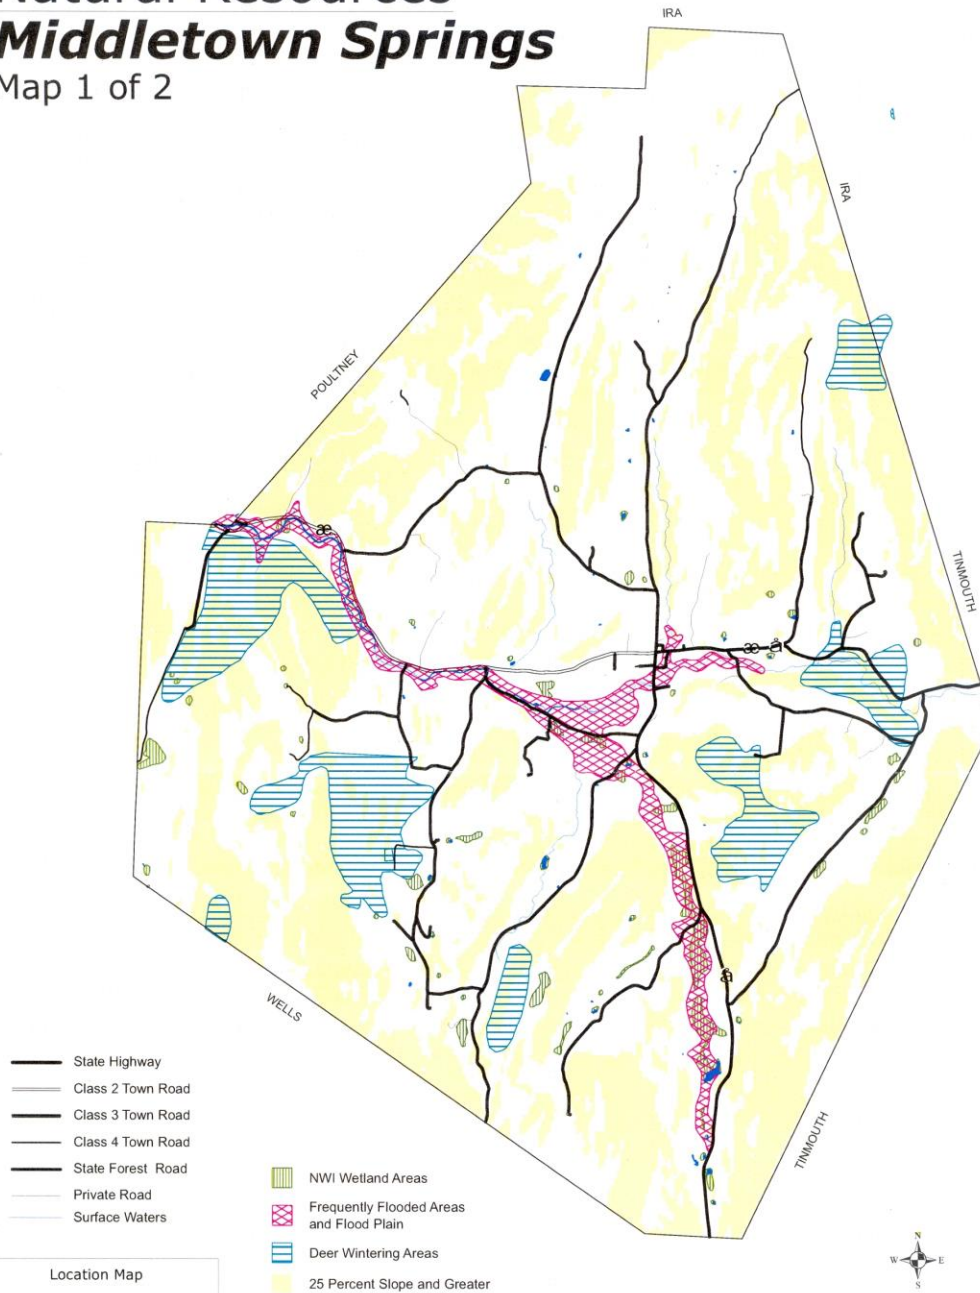 Natural Resources
Middletown Springs
Map 1 of 2
IRA
IRA
POULTNEY
TINMOUTH
WELLS
TINMOUTH
æ
æ
å
å
State Highway
Class 2 Town Road
Class 3 Town Road
Class 4 Town Road
State Forest Road
Private Road
Surface Waters
NWI Wetland Areas
Frequently Flooded Areas
and Flood Plain
Deer Wintering Areas
25 Percent Slope and Greater
Location Map
N
W
E
S